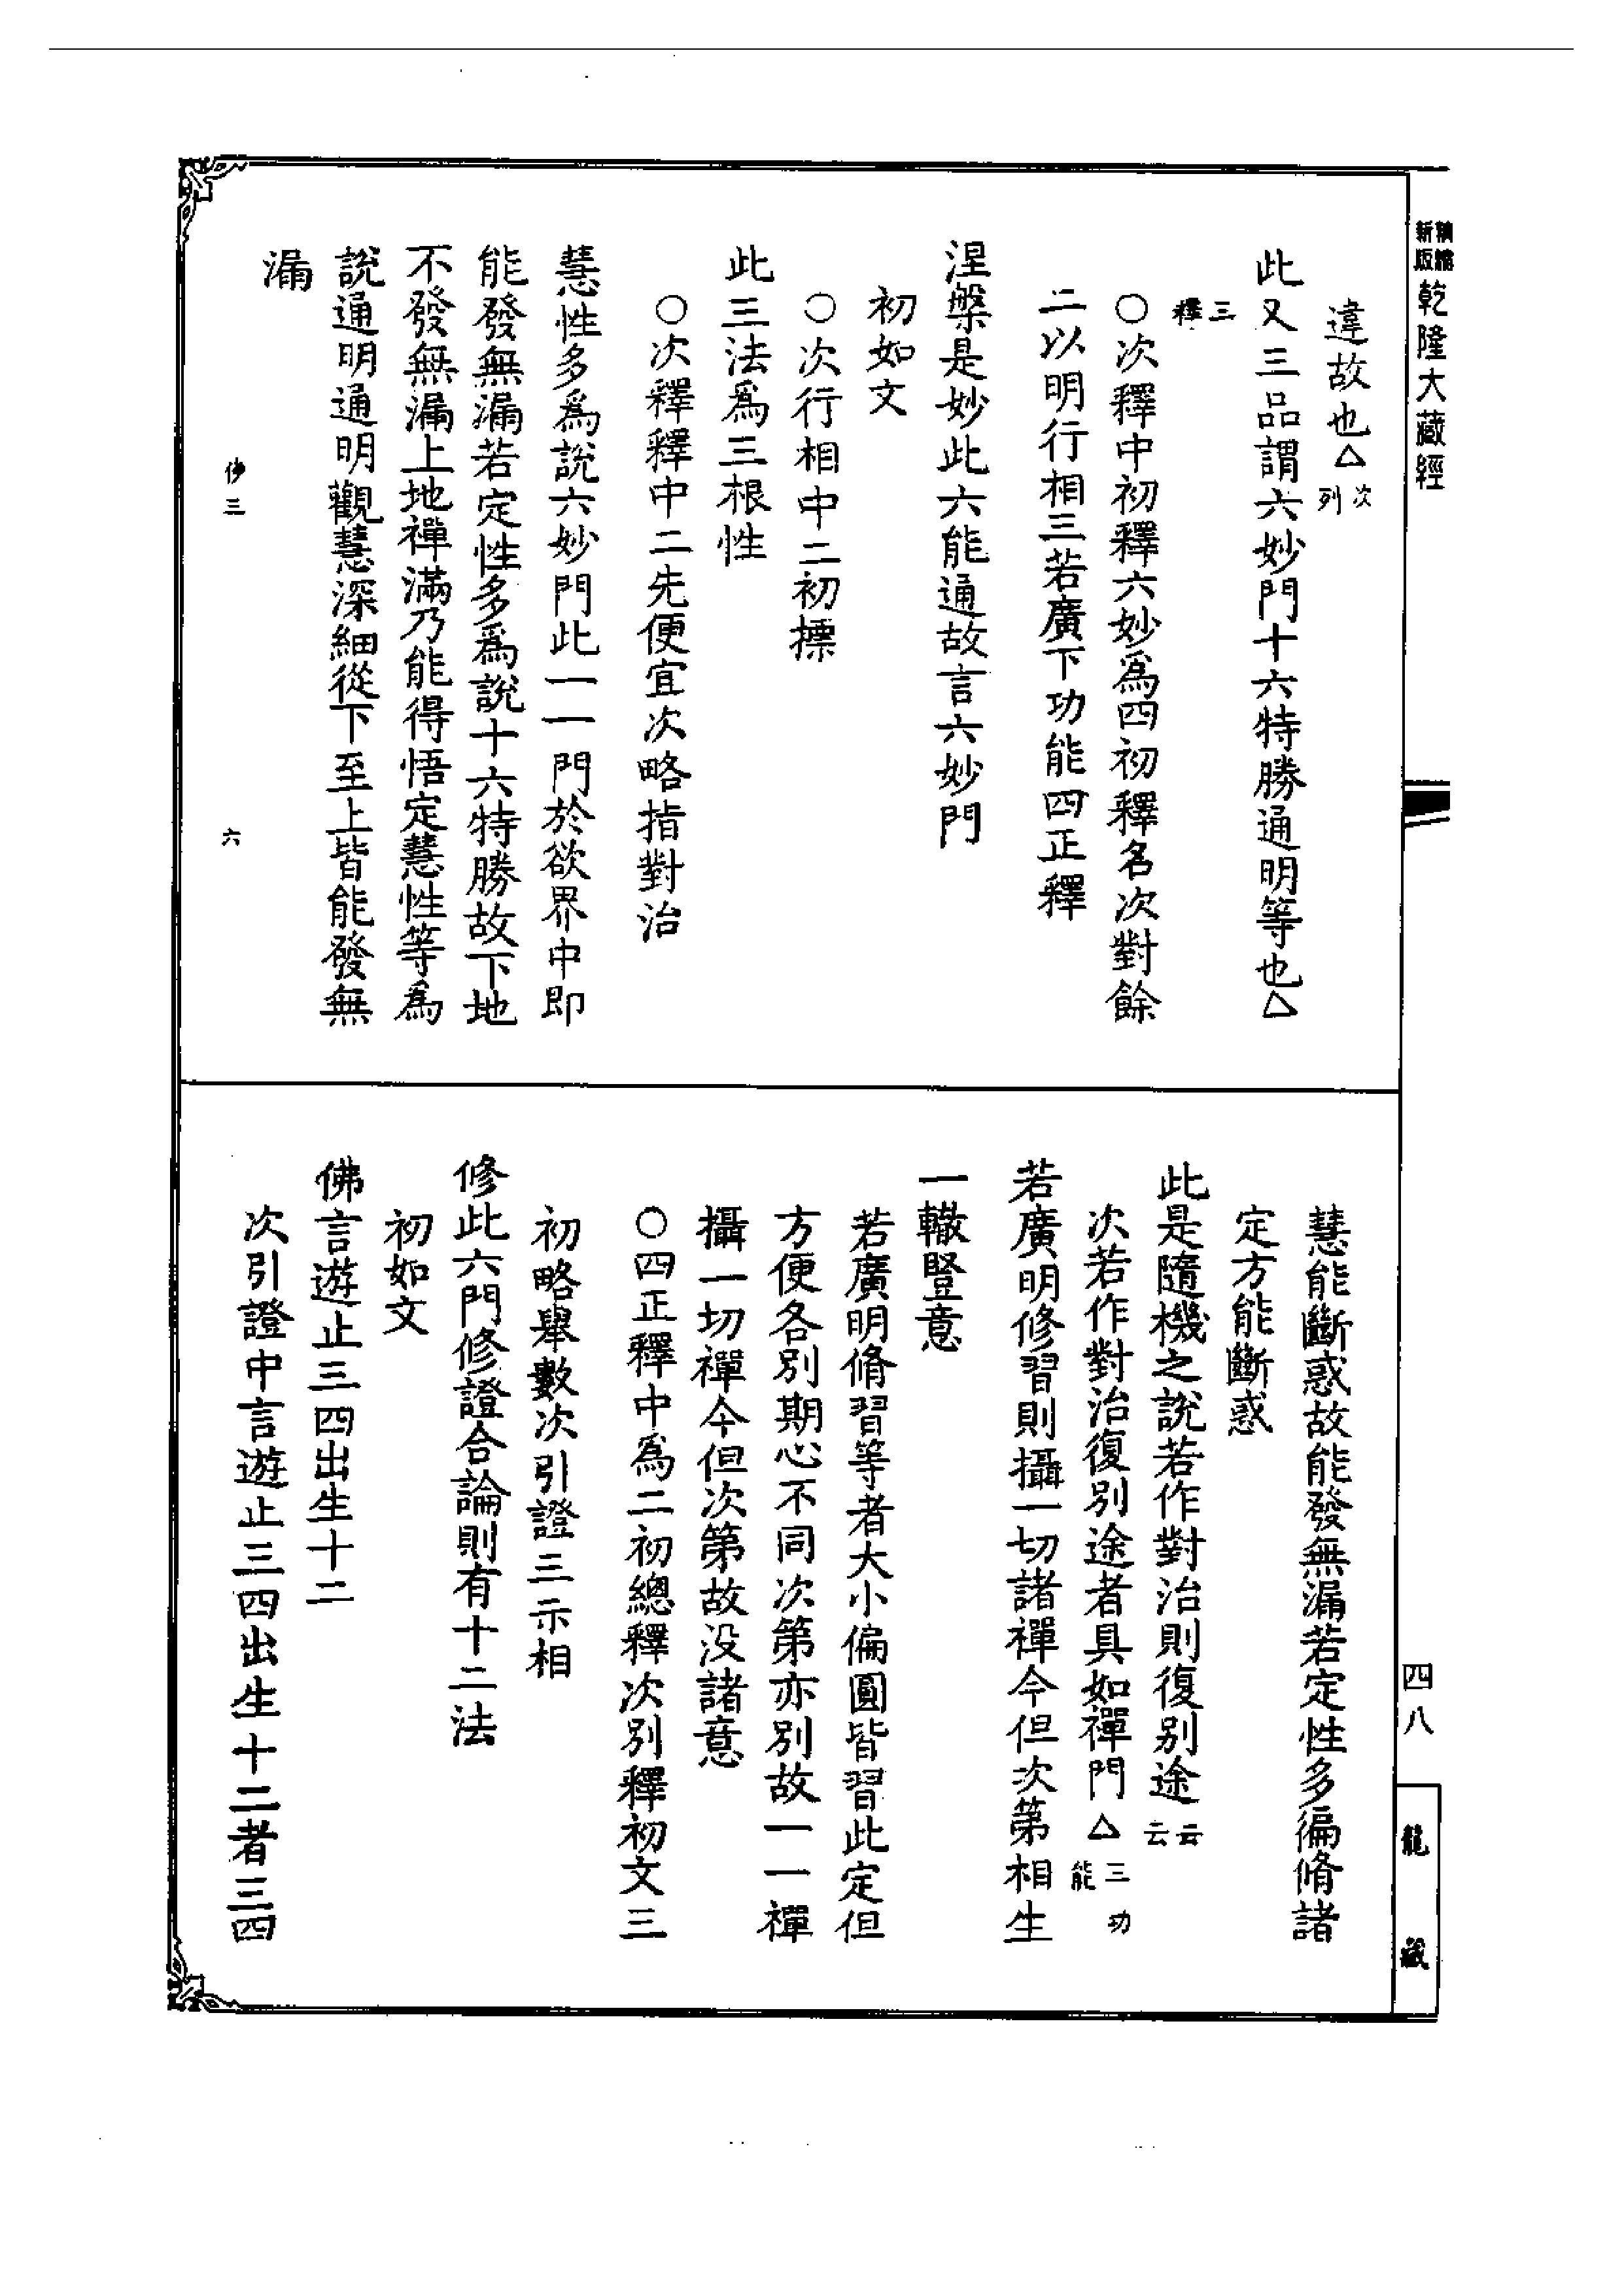 新版精縮乾隆大藏經
違故也△次列
此又三品謂六妙門十六特勝通明等也△
三釋
○次釋中初釋六妙爲四初釋名次對餘
二以明行相三若廣下功能四正釋
涅槃是妙此六能通故言六妙門
初如文
○次行相中二初標
此三法爲三根性
○次釋釋中二先便宜次略指對治
慧性多爲說六妙門此一一門於欲界中即
能發無漏若定性多爲說十六特勝故下地
不發無漏上地禪滿乃能得悟定慧性等爲
說通明通明觀慧深細從下至上皆能發無
漏
三
六
慧能斷惑故能發無漏若定性多徧脩諸
定方能斷惑
此是隨機之說若作對治則復別途云云
次若作對治復別途者具如禪門△三功能
若廣明修習則攝一切諸禪今但次第相生
一轍豎意
若廣明脩習等者大小偏圓皆習此定但
方便各別期心不同次第亦別故一一禪
攝一切禪今但次第故没諸意
○四正釋中爲二初總釋次別釋初文三
初略舉數次引證三示相
修此六門修證合論則有十二法
初如文
佛言遊止三四出生十二
次引證中言遊止三四出生十二者三四
四八
龍藏